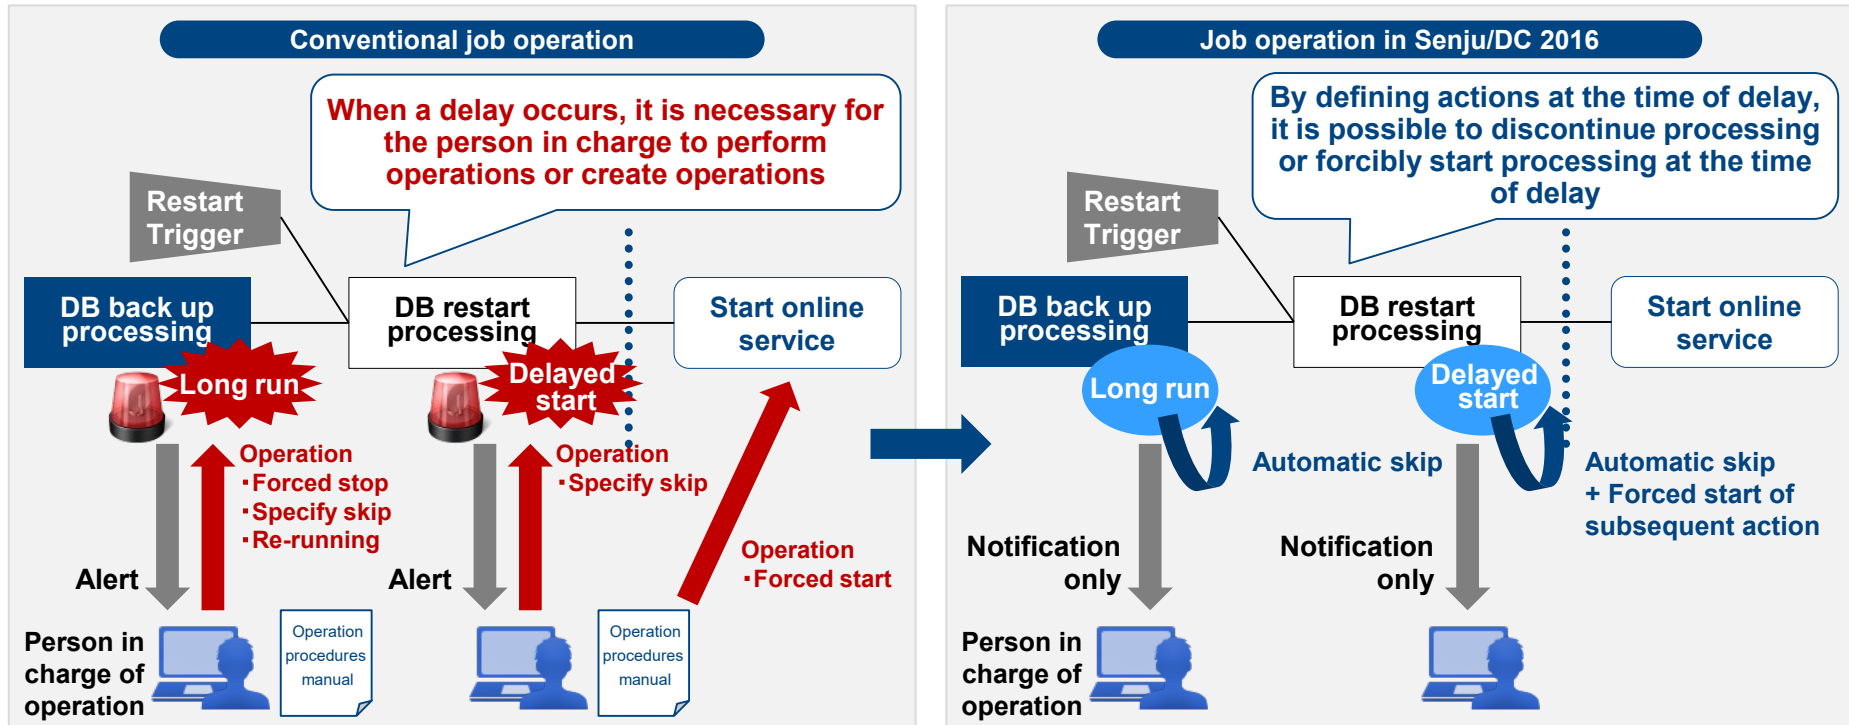 Conventional job operation
When a delay occurs, it is necessary for
the person in charge to perform
operations or create operations
Restart
Trigger
DB back up
processing
DB restart
processing
Start online
service
Long run
Delayed
start
Operation
・Forced stop
・Specify skip
・Re-running
Operation
・Specify skip
Operation
・Forced start
Alert
Alert
Person in
charge of
operation
Operation
procedures
manual
Operation
procedures
manual
Job operation in Senju/DC 2016
By defining actions at the time of delay,
it is possible to discontinue processing
or forcibly start processing at the time
of delay
Restart
Trigger
DB back up
processing
DB restart
processing
Start online
service
Long run
Delayed
start
Automatic skip
Automatic skip
+ Forced start of
subsequent action
Notification
only
Notification
only
Person in
charge of
operation